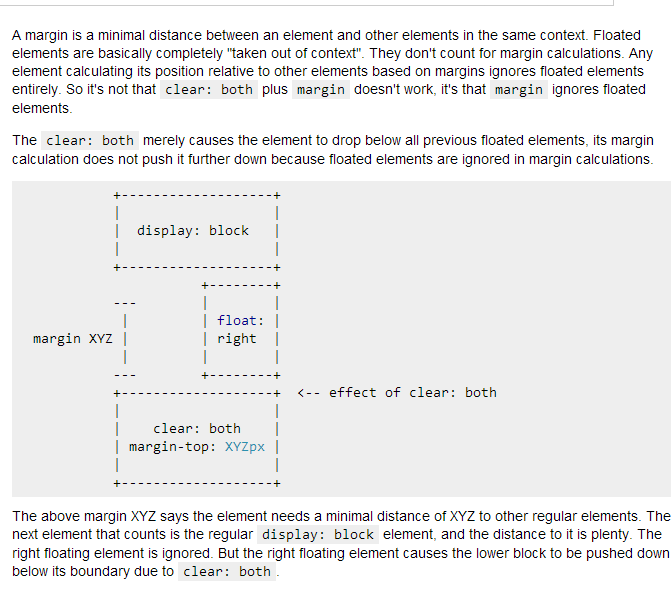 A margin is a minimal distance between an element and other elements in the same context. Floated
elements are basically completely "taken out of context". They don't count for margin calculations. Any
element calculating its position relative to other elements based on margins ignores floated elements
entirely. So it's not that clear: both plus margin doesn't work, it's that margin ignores floated
elements.
The clear: both merely causes the element to drop below all previous floated elements, its margin
calculation does not push it further down because floated elements are ignored in margin calculations.
display: block
float:
margin XYZ right
<-- effect of clear: both
clear: both
margin-top: XYZpx
The above margin XYZ says the element needs a minimal distance of XYZ to other regular elements. The
next element that counts is the regular display: block element, and the distance to it is plenty. The
right floating element is ignored. But the right floating element causes the lower block to be pushed down
below its boundary due to clear: both.